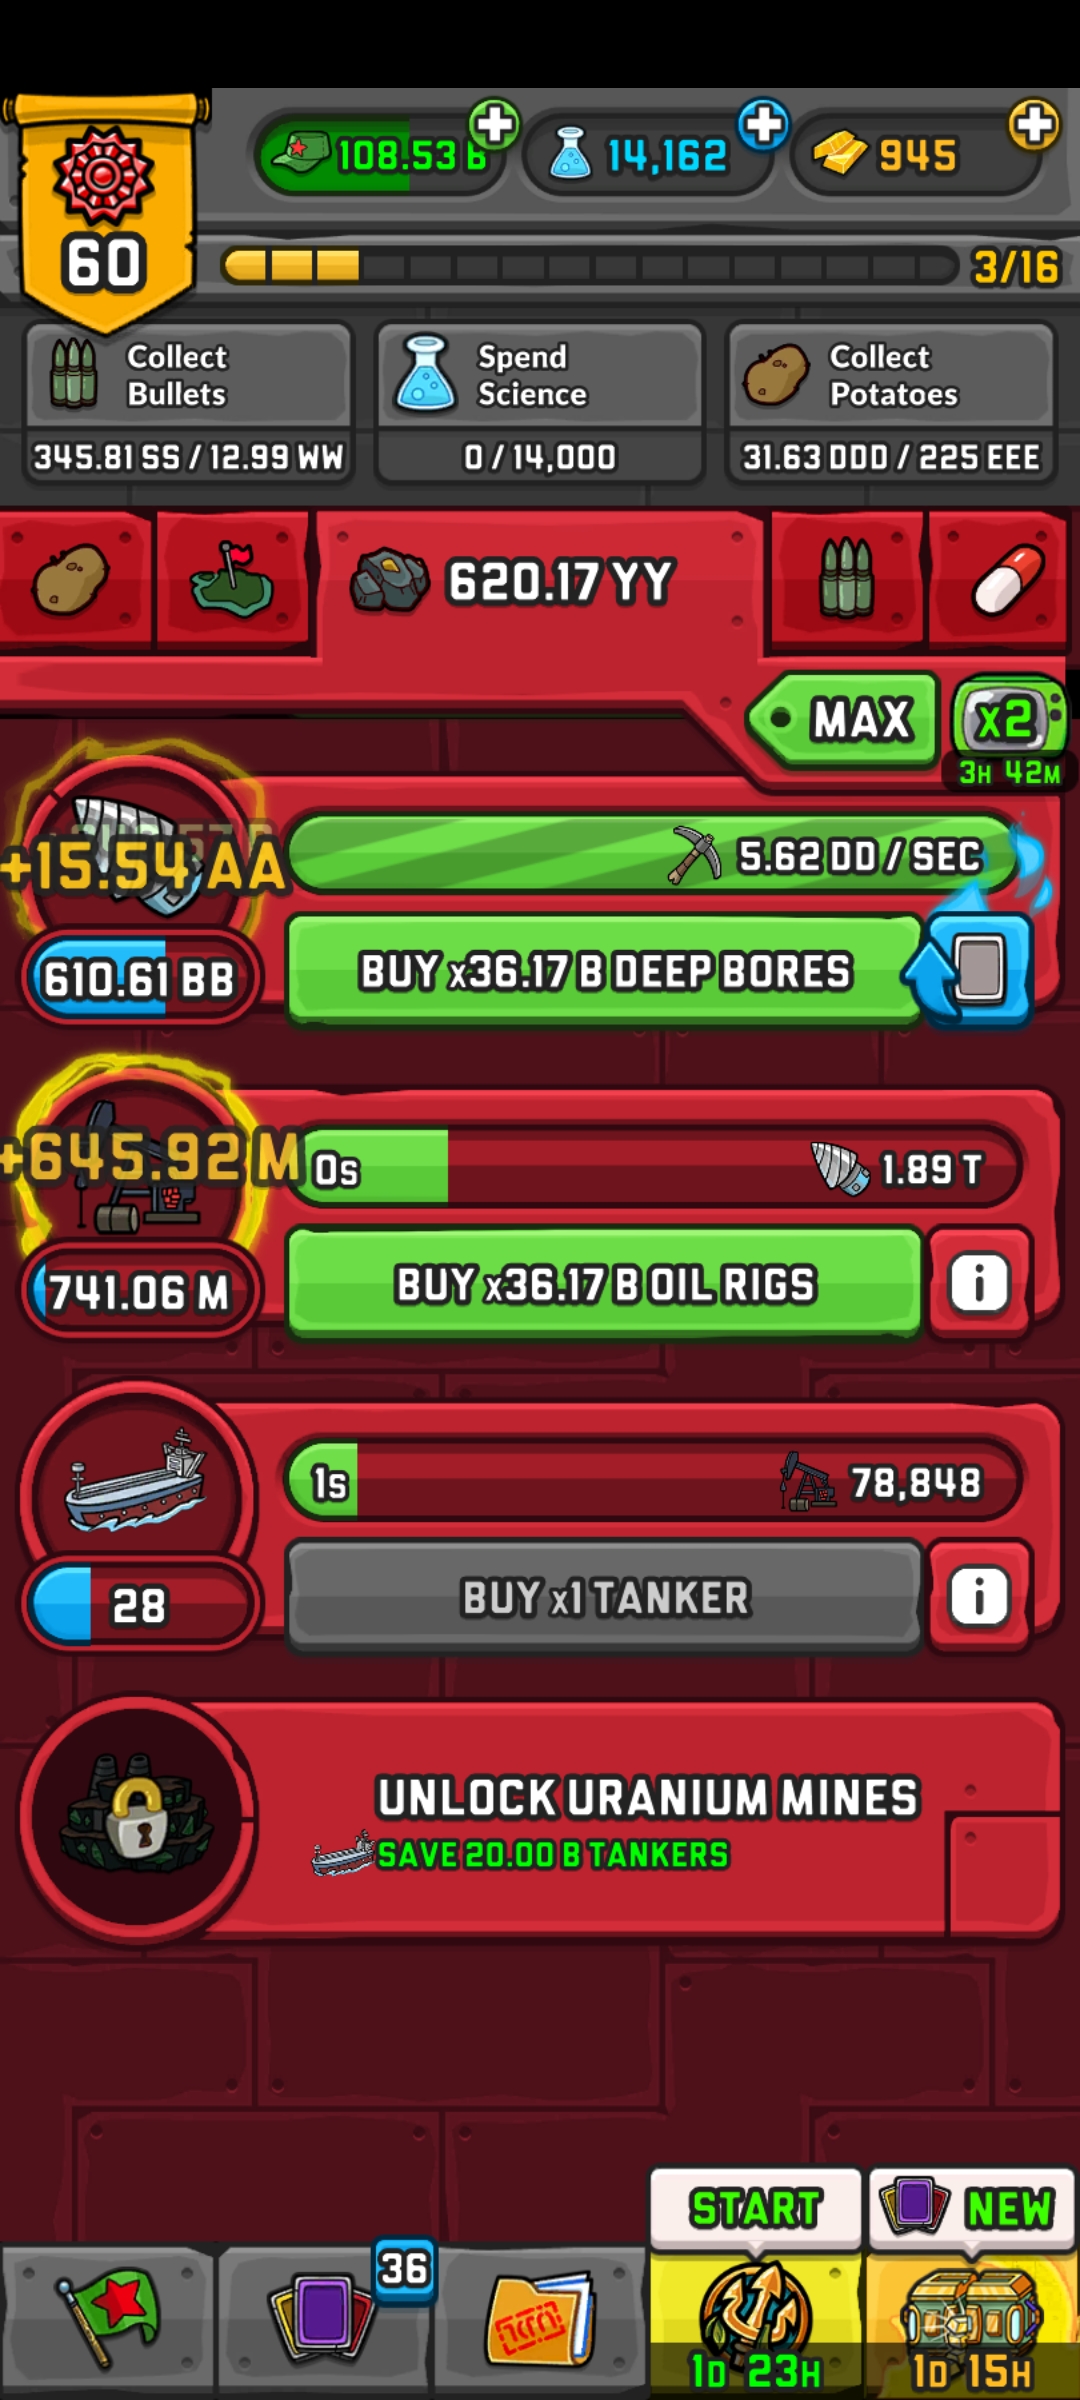 60
108.53 B
14,162
945
3/16
Collect
Bullets
345.81 SS / 12.99 WW
Spend
Science
0 / 14,000
Collect
Potatoes
31.63 DDD / 225 EEE
620.17 YY
MAX
x2
3H 42M
+15.54 AA
5.62 DD / SEC
610.61 BB
BUY x36.17 B DEEP BORES
+645.92 M
0s
1.89 T
741.06 M
BUY x36.17 B OIL RIGS
i
1s
78,848
28
BUY x1 TANKER
i
UNLOCK URANIUM MINES
SAVE 20.00 B TANKERS
START
NEW
36
1D 23H
1D 15H